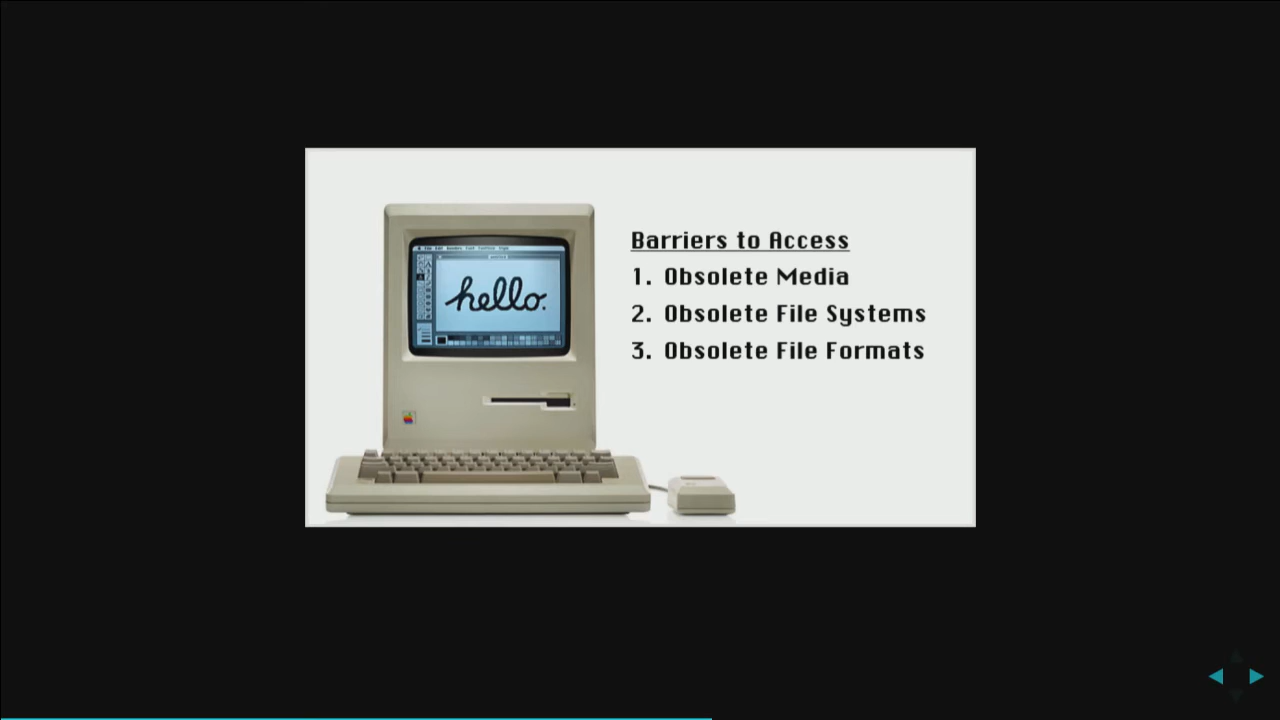 hello.
Barriers to Access
1. Obsolete Media
2. Obsolete File Systems
3. Obsolete File Formats